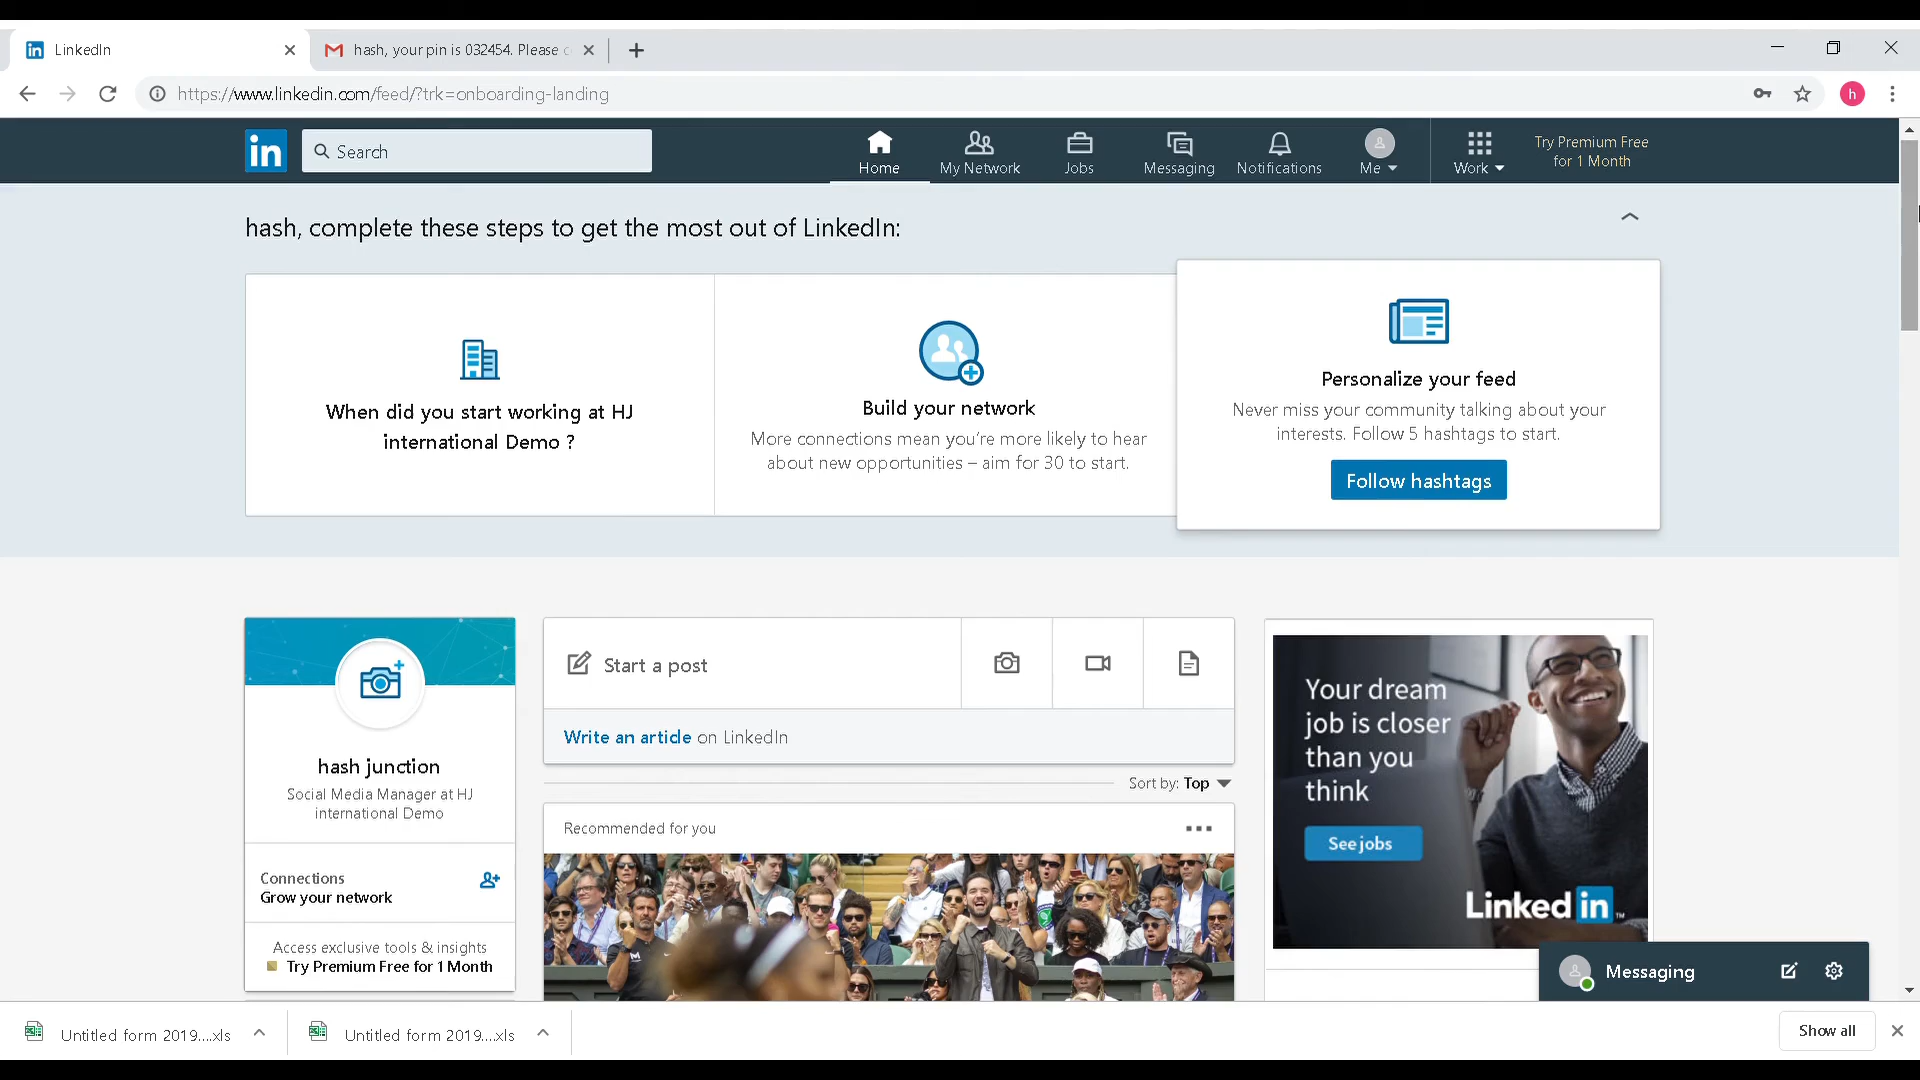 LinkedIn
hash, your pin is 032454. Please c
https://www.linkedin.com/feed/?trk=onboarding-landing
h
in
Search
Home
My Network
Jobs
Messaging
Notifications
Me
Work
Try Premium Free
for 1 Month
hash, complete these steps to get the most out of LinkedIn:
When did you start working at HJ
international Demo ?
Build your network
More connections mean you're more likely to hear
about new opportunities – aim for 30 to start.
Personalize your feed
Never miss your community talking about your
interests. Follow 5 hashtags to start.
Follow hashtags
hash junction
Social Media Manager at HJ
international Demo
Connections
Grow your network
Access exclusive tools & insights
Try Premium Free for 1 Month
Start a post
Write an article on LinkedIn
Sort by: Top
Recommended for you
Your dream
job is closer
than you
think
See jobs
Linked in
Messaging
Untitled form 2019....xls
Untitled form 2019....xls
Show all